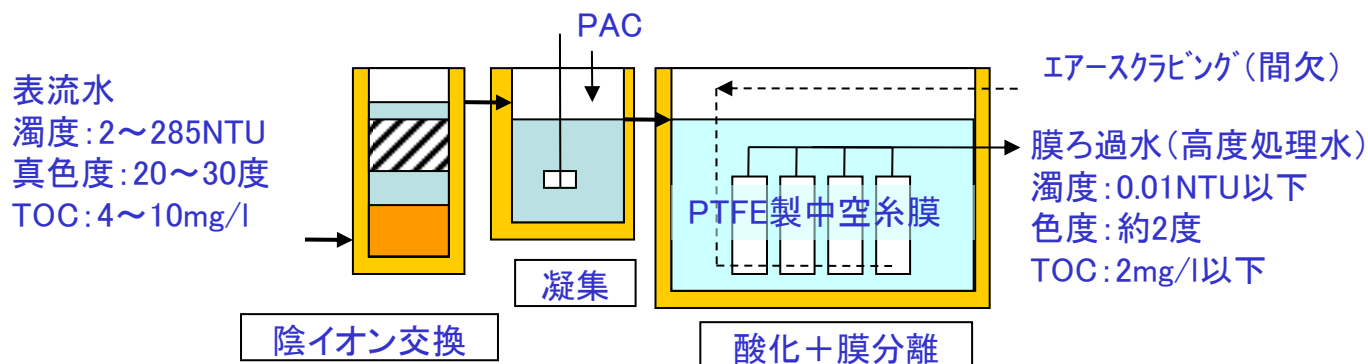 PAC
表流水
濁度:2～285NTU
真色度:20～30度
TOC:4～10mg/l
エアースクラビング(間欠)
膜ろ過水(高度処理水)
濁度:0.01NTU以下
色度:約2度
TOC:2mg/l以下
PTFE製中空糸膜
凝集
陰イオン交換
酸化+膜分離